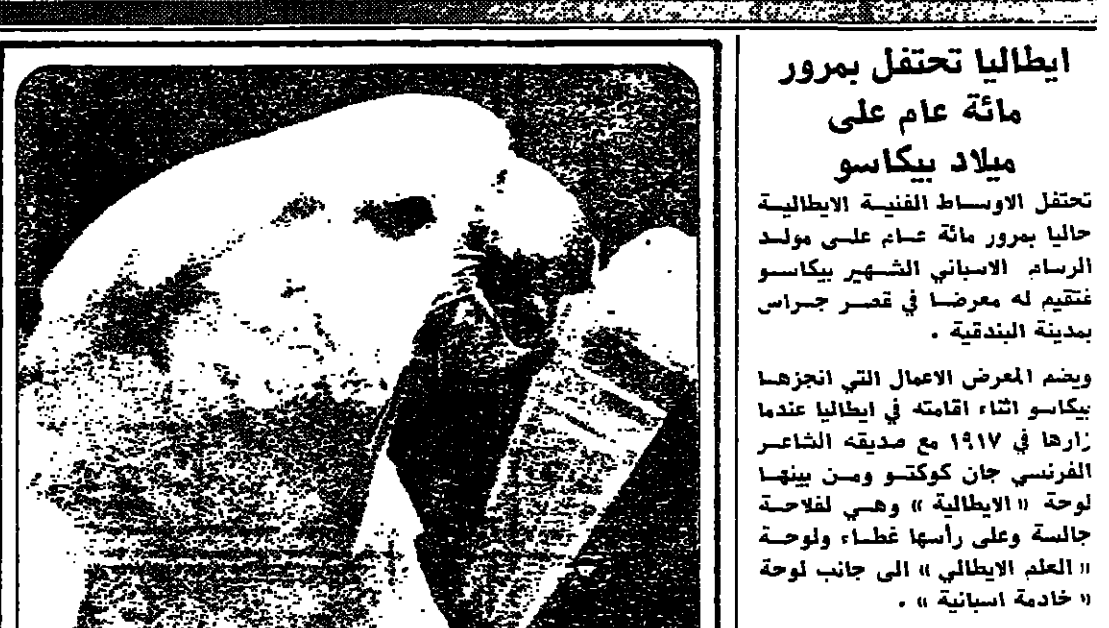 ايطاليا تحتفل بمرور
مائة عام على
ميلاد بيكاسو
تحتفل الاوساط الفنية الايطالية
حاليا بمرور مائة عام على مولد
الرسام الاسباني الشهير بيكاسو
فتقيم له معرضا في قصر جراس
بمدينة البندقية .
ويضم المعرض الاعمال التي انجزها
بيكاسو اثناء اقامته في ايطاليا عندما
زارها في ١٩١٧ مع صديقه الشاعر
الفرنسي جان كوكتو ومن بينها
لوحة « الايطالية » وهي لفلاحة
جالسة وعلى رأسها غطاء ولوحة
« العلم الايطالي » الى جانب لوحة
« خادمة اسبانية » .